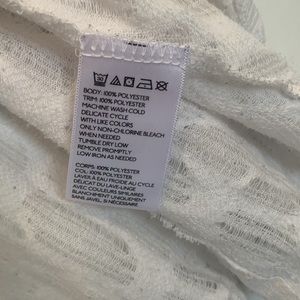 BODY: 100% POLYESTER
TRIM: 100% POLYESTER
MACHINE WASH COLD
DELICATE CYCLE
WITH LIKE COLORS
ONLY NON-CHLORINE BLEACH
WHEN NEEDED
TUMBLE DRY LOW
REMOVE PROMPTLY
LOW IRON AS NEEDED
CORPS: 100% POLYESTER
COL: 100% POLYESTER
LAVER À EAU FROIDE AU CYCLE
DÉLICAT DU LAVE-LINGE
AVEC COULEURS SIMILAIRES
SANS JAVEL, SI NÉCESSAIRE